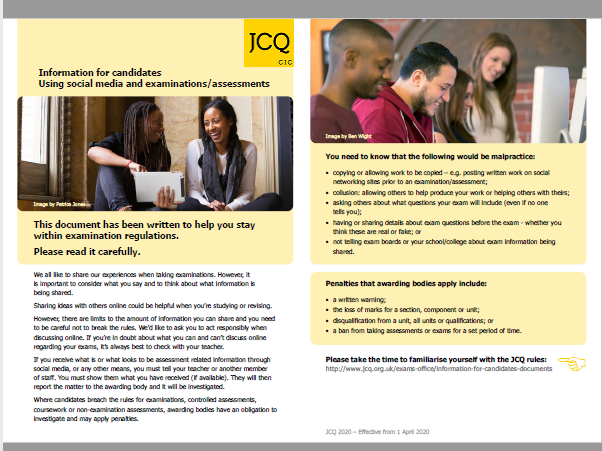 JCQ
CIC
Information for candidates
Using social media and examinations/assessments
Image by Patrice Jones
This document has been written to help you stay
within examination regulations.
Please read it carefully.
We all like to share our experiences when taking examinations. However, it
is important to consider what you say and to think about what information is
being shared.
Sharing ideas with others online could be helpful when you're studying or revising.
However, there are limits to the amount of information you can share and you need
to be careful not to break the rules. We'd like to ask you to act responsibly when
discussing online. If you're in doubt about what you can and can't discuss online
regarding your exams, it's always best to check with your teacher.
If you receive what is or what looks to be assessment related information through
social media, or any other means, you must tell your teacher or another member
of staff. You must show them what you have received (if available). They will then
report the matter to the awarding body and it will be investigated.
Where candidates breach the rules for examinations, controlled assessments,
coursework or non-examination assessments, awarding bodies have an obligation to
investigate and may apply penalties.
Image by Ben Wight
You need to know that the following would be malpractice:
• copying or allowing work to be copied – e.g. posting written work on social
networking sites prior to an examination/assessment;
• collusion: allowing others to help produce your work or helping others with theirs;
• asking others about what questions your exam will include (even if no one
tells you);
• having or sharing details about exam questions before the exam - whether you
think these are real or fake; or
• not telling exam boards or your school/college about exam information being
shared.
Penalties that awarding bodies apply include:
• a written warning;
• the loss of marks for a section, component or unit;
• disqualification from a unit, all units or qualifications; or
• a ban from taking assessments or exams for a set period of time.
Please take the time to familiarise yourself with the JCQ rules:
http://www.jcq.org.uk/exams-office/information-for-candidates-documents
JCQ 2020 – Effective from 1 April 2020